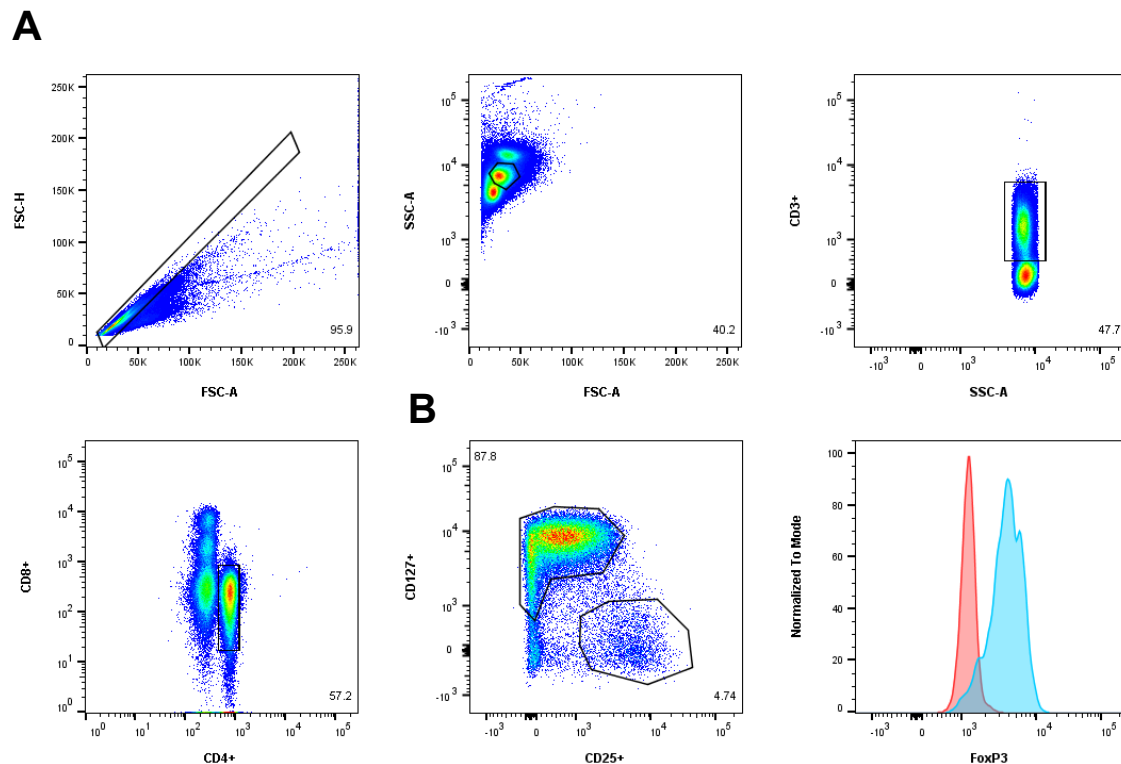 A
250K
200K
150K
100K
50K
0
FSC-H
95.9
0 50K 100K 150K 200K 250K
FSC-A
10^5
10^4
10^3
0
-10^3
SSC-A
40.2
0 50K 100K 150K 200K 250K
FSC-A
10^5
10^4
10^3
0
-10^3
CD3+
47.7
-10^3 0 10^3 10^4 10^5
SSC-A
10^5
10^4
10^3
10^2
10^1
10^0
CD8+
57.2
10^0 10^1 10^2 10^3 10^4 10^5
CD4+
B
87.8
10^5
10^4
10^3
0
-10^3
CD127+
4.74
-10^3 0 10^3 10^4 10^5
CD25+
100
80
60
40
20
0
Normalized To Mode
-10^3 0 10^3 10^4 10^5
FoxP3